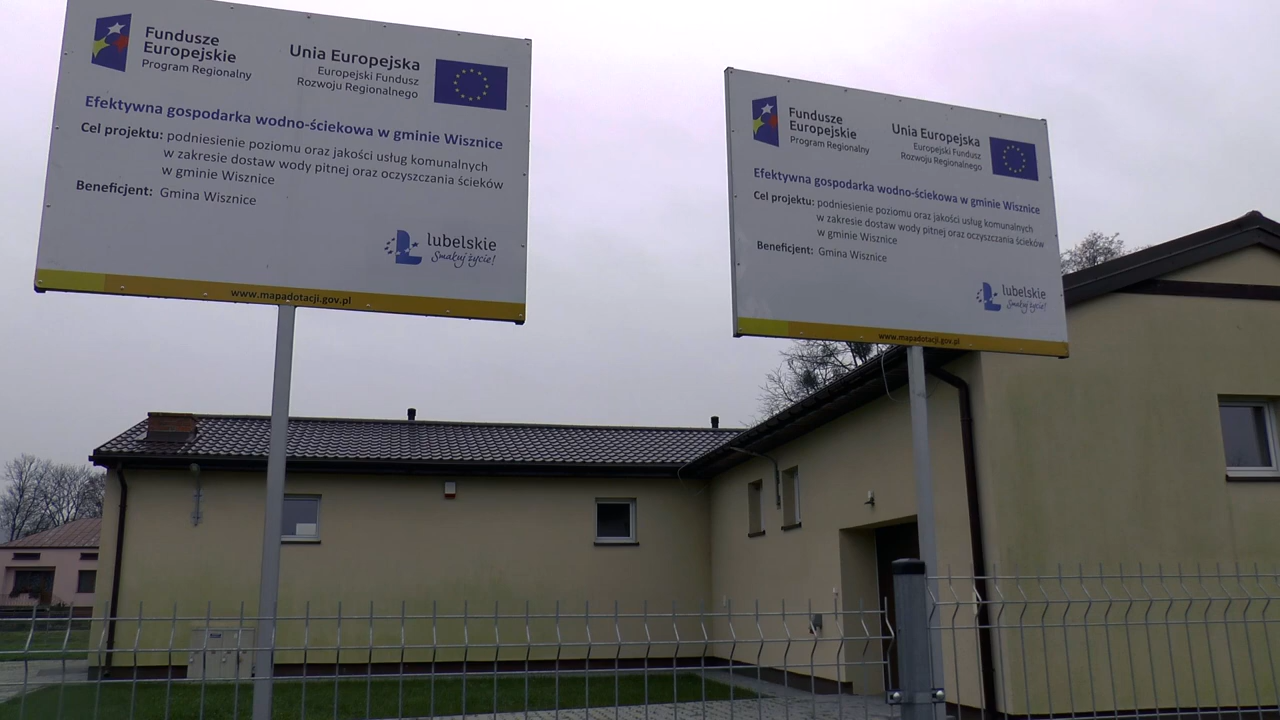 Fundusze
Europejskie
Program Regionalny
Unia Europejska
Europejski Fundusz
Rozwoju Regionalnego
Efektywna gospodarka wodno-ściekowa w gminie Wisznice
Cel projektu: podniesienie poziomu oraz jakości usług komunalnych
w zakresie dostaw wody pitnej oraz oczyszczania ścieków
w gminie Wisznice
Beneficjent: Gmina Wisznice
lubelskie
Smakuj życie!
www.mapadotacji.gov.pl
Fundusze
Europejskie
Program Regionalny
Unia Europejska
Europejski Fundusz
Rozwoju Regionalnego
Efektywna gospodarka wodno-ściekowa w gminie Wisznice
Cel projektu: podniesienie poziomu oraz jakości usług komunalnych
w zakresie dostaw wody pitnej oraz oczyszczania ścieków
w gminie Wisznice
Beneficjent: Gmina Wisznice
lubelskie
Smakuj życie!
www.mapadotacji.gov.pl